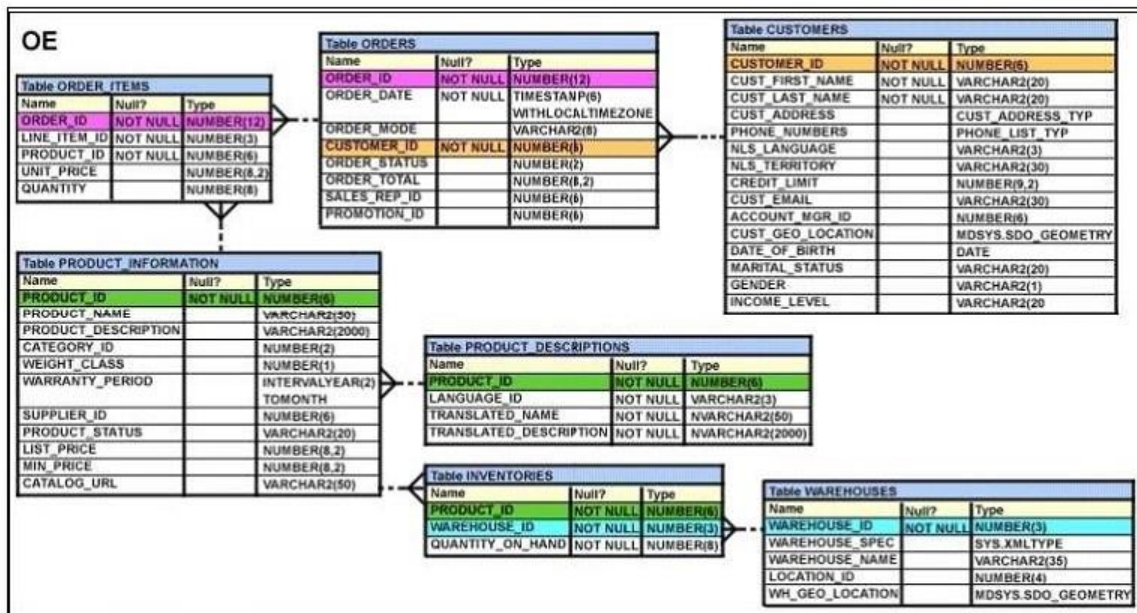 OE
Table ORDER_ITEMS
Name Null? Type
ORDER_ID NOT NULL NUMBER(12)
LINE_ITEM_ID NOT NULL NUMBER(3)
PRODUCT_ID NOT NULL NUMBER(6)
UNIT_PRICE NUMBER(8,2)
QUANTITY NUMBER(8)
Table ORDERS
Name Null? Type
ORDER_ID NOT NULL NUMBER(12)
ORDER_DATE NOT NULL TIMESTANP(6)
WITHLOCALTIMEZONE
ORDER_MODE VARCHAR2(8)
CUSTOMER_ID NOT NULL NUMBER(6)
ORDER_STATUS NUMBER(2)
ORDER_TOTAL NUMBER(8,2)
SALES_REP_ID NUMBER(6)
PROMOTION_ID NUMBER(6)
Table CUSTOMERS
Name Null? Type
CUSTOMER_ID NOT NULL NUMBER(6)
CUST_FIRST_NAME NOT NULL VARCHAR2(20)
CUST_LAST_NAME NOT NULL VARCHAR2(20)
CUST_ADDRESS CUST_ADDRESS_TYP
PHONE_NUMBERS PHONE_LIST_TYP
NLS_LANGUAGE VARCHAR2(3)
NLS_TERRITORY VARCHAR2(30)
CREDIT_LIMIT NUMBER(9,2)
CUST_EMAIL VARCHAR2(30)
ACCOUNT_MGR_ID NUMBER(6)
CUST_GEO_LOCATION MDSYS.SDO_GEOMETRY
DATE_OF_BIRTH DATE
MARITAL_STATUS VARCHAR2(20)
GENDER VARCHAR2(1)
INCOME_LEVEL VARCHAR2(20
Table PRODUCT_INFORMATION
Name Null? Type
PRODUCT_ID NOT NULL NUMBER(6)
PRODUCT_NAME VARCHAR2(50)
PRODUCT_DESCRIPTION VARCHAR2(2000)
CATEGORY_ID NUMBER(2)
WEIGHT_CLASS NUMBER(1)
WARRANTY_PERIOD INTERVALYEAR(2)
TOMONTH
SUPPLIER_ID NUMBER(6)
PRODUCT_STATUS VARCHAR2(20)
LIST_PRICE NUMBER(8,2)
MIN_PRICE NUMBER(8,2)
CATALOG_URL VARCHAR2(50)
Table PRODUCT_DESCRIPTIONS
Name Null? Type
PRODUCT_ID NOT NULL NUMBER(6)
LANGUAGE_ID NOT NULL VARCHAR2(3)
TRANSLATED_NAME NOT NULL NVARCHAR2(50)
TRANSLATED_DESCRIPTION NOT NULL NVARCHAR2(2000)
Table INVENTORIES
Name Null? Type
PRODUCT_ID NOT NULL NUMBER(6)
WAREHOUSE_ID NOT NULL NUMBER(3)
QUANTITY_ON_HAND NOT NULL NUMBER(8)
Table WAREHOUSES
Name Null? Type
WAREHOUSE_ID NOT NULL NUMBER(3)
WAREHOUSE_SPEC SYS.XMLTYPE
WAREHOUSE_NAME VARCHAR2(35)
LOCATION_ID NUMBER(4)
WH_GEO_LOCATION MDSYS.SDO_GEOMETRY